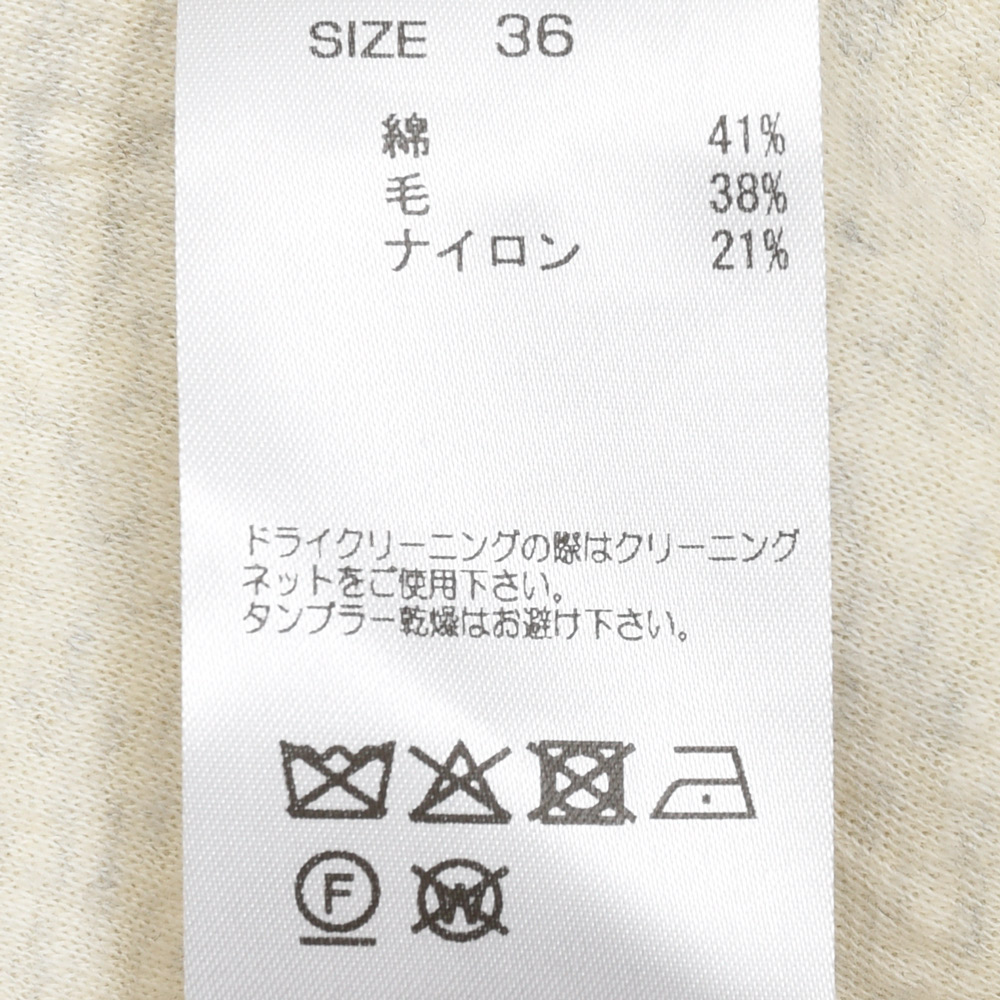 SIZE 36
綿 41%
毛 38%
ナイロン 21%
ドライクリーニングの際はクリーニング
ネットをご使用下さい。
タンブラー乾燥はお避け下さい。
F W